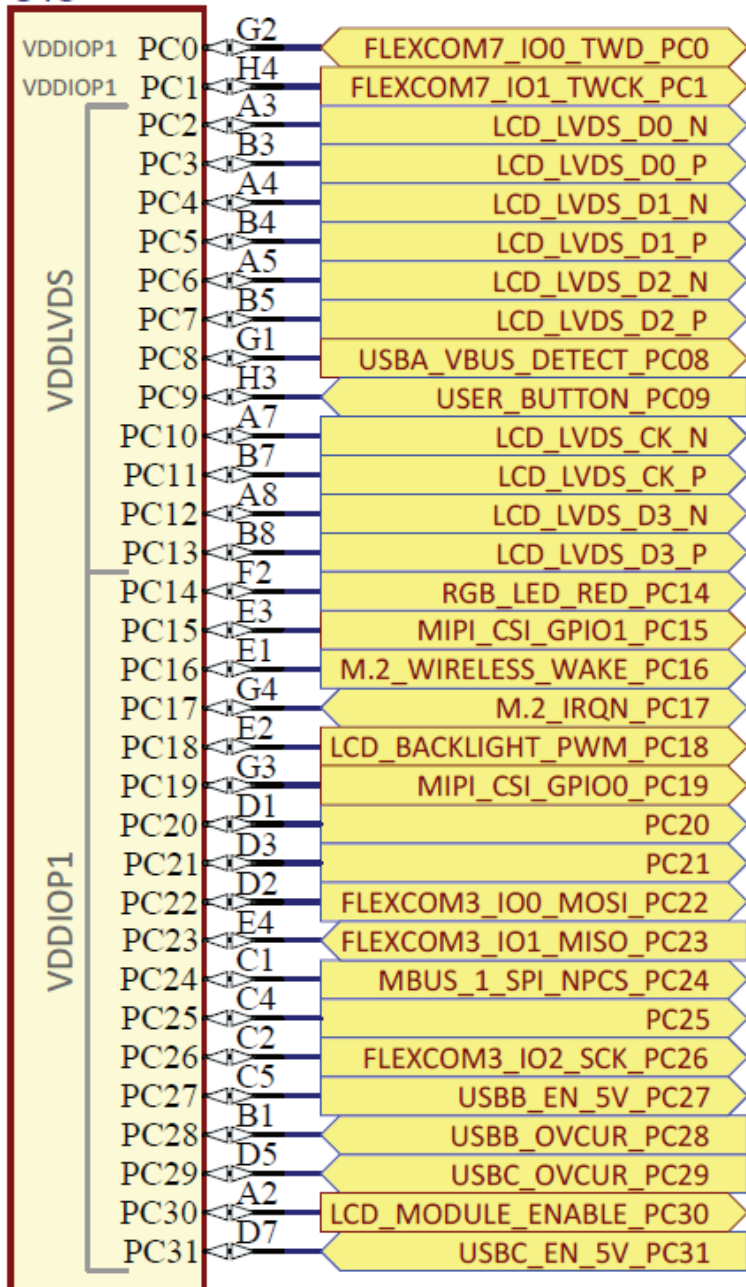 VDDIOP1 PC0 G2 FLEXCOM7_IO0_TWD_PC0
VDDIOP1 PC1 H4 FLEXCOM7_IO1_TWCK_PC1
PC2 A3 LCD_LVDS_D0_N
PC3 B3 LCD_LVDS_D0_P
PC4 A4 LCD_LVDS_D1_N
PC5 B4 LCD_LVDS_D1_P
PC6 A5 LCD_LVDS_D2_N
PC7 B5 LCD_LVDS_D2_P
VDDLVDS
PC8 G1 USBA_VBUS_DETECT_PC08
PC9 H3 USER_BUTTON_PC09
PC10 A7 LCD_LVDS_CK_N
PC11 B7 LCD_LVDS_CK_P
PC12 A8 LCD_LVDS_D3_N
PC13 B8 LCD_LVDS_D3_P
PC14 F2 RGB_LED_RED_PC14
PC15 E3 MIPI_CSI_GPIO1_PC15
PC16 E1 M.2_WIRELESS_WAKE_PC16
PC17 G4 M.2_IRQN_PC17
PC18 E2 LCD_BACKLIGHT_PWM_PC18
PC19 G3 MIPI_CSI_GPIO0_PC19
PC20 D1 PC20
PC21 D3 PC21
PC22 D2 FLEXCOM3_IO0_MOSI_PC22
VDDIOP1
PC23 E4 FLEXCOM3_IO1_MISO_PC23
PC24 C1 MBUS_1_SPI_NPCS_PC24
PC25 C4 PC25
PC26 C2 FLEXCOM3_IO2_SCK_PC26
PC27 C5 USBB_EN_5V_PC27
PC28 B1 USBB_OVCUR_PC28
PC29 D5 USBC_OVCUR_PC29
PC30 A2 LCD_MODULE_ENABLE_PC30
PC31 D7 USBC_EN_5V_PC31